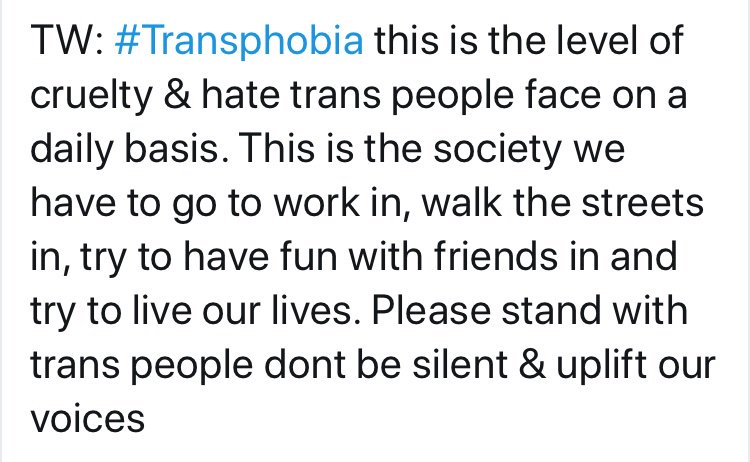 TW: #Transphobia this is the level of
cruelty & hate trans people face on a
daily basis. This is the society we
have to go to work in, walk the streets
in, try to have fun with friends in and
try to live our lives. Please stand with
trans people dont be silent & uplift our
voices